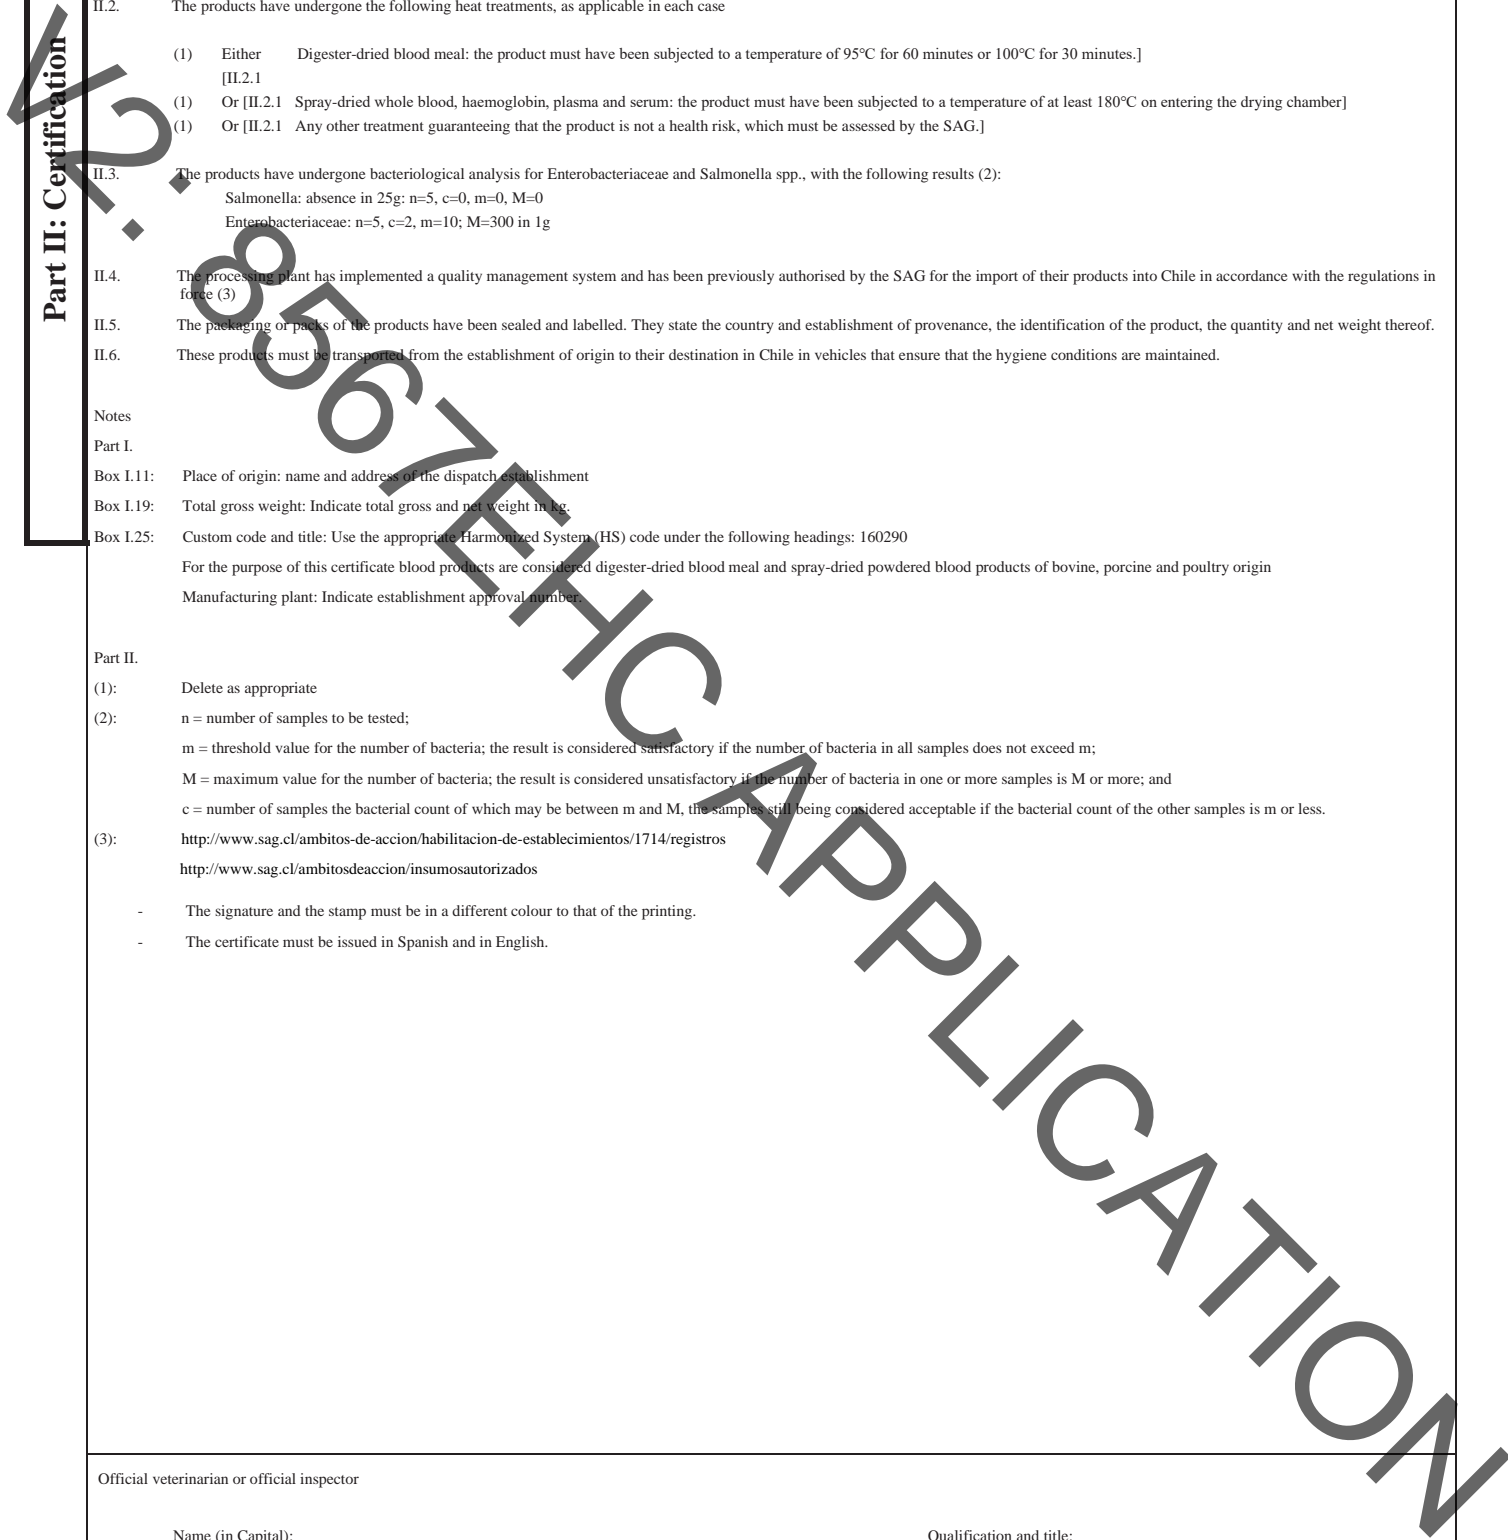 II.2. The products have undergone the following heat treatments, as applicable in each case
(1) Either Digester-dried blood meal: the product must have been subjected to a temperature of 95°C for 60 minutes or 100°C for 30 minutes.]
[II.2.1
(1) Or [II.2.1 Spray-dried whole blood, haemoglobin, plasma and serum: the product must have been subjected to a temperature of at least 180°C on entering the drying chamber]
(1) Or [II.2.1 Any other treatment guaranteeing that the product is not a health risk, which must be assessed by the SAG.]
Part II: Certification
II.3. The products have undergone bacteriological analysis for Enterobacteriaceae and Salmonella spp., with the following results (2):
Salmonella: absence in 25g: n=5, c=0, m=0, M=0
Enterobacteriaceae: n=5, c=2, m=10; M=300 in 1g
II.4. The processing plant has implemented a quality management system and has been previously authorised by the SAG for the import of their products into Chile in accordance with the regulations in
force (3)
II.5. The packaging or packs of the products have been sealed and labelled. They state the country and establishment of provenance, the identification of the product, the quantity and net weight thereof.
II.6. These products must be transported from the establishment of origin to their destination in Chile in vehicles that ensure that the hygiene conditions are maintained.
Notes
Part I.
Box I.11: Place of origin: name and address of the dispatch establishment
Box I.19: Total gross weight: Indicate total gross and net weight in kg.
Box I.25: Custom code and title: Use the appropriate Harmonized System (HS) code under the following headings: 160290
For the purpose of this certificate blood products are considered digester-dried blood meal and spray-dried powdered blood products of bovine, porcine and poultry origin
Manufacturing plant: Indicate establishment approval number.
Part II.
(1): Delete as appropriate
(2): n = number of samples to be tested;
m = threshold value for the number of bacteria; the result is considered satisfactory if the number of bacteria in all samples does not exceed m;
M = maximum value for the number of bacteria; the result is considered unsatisfactory if the number of bacteria in one or more samples is M or more; and
c = number of samples the bacterial count of which may be between m and M, the samples still being considered acceptable if the bacterial count of the other samples is m or less.
(3): http://www.sag.cl/ambitos-de-accion/habilitacion-de-establecimientos/1714/registros
http://www.sag.cl/ambitosdeaccion/insumosautorizados
- The signature and the stamp must be in a different colour to that of the printing.
- The certificate must be issued in Spanish and in English.
V2: 8567EHC APPLICATION
Official veterinarian or official inspector
Name (in Capital): Qualification and title: